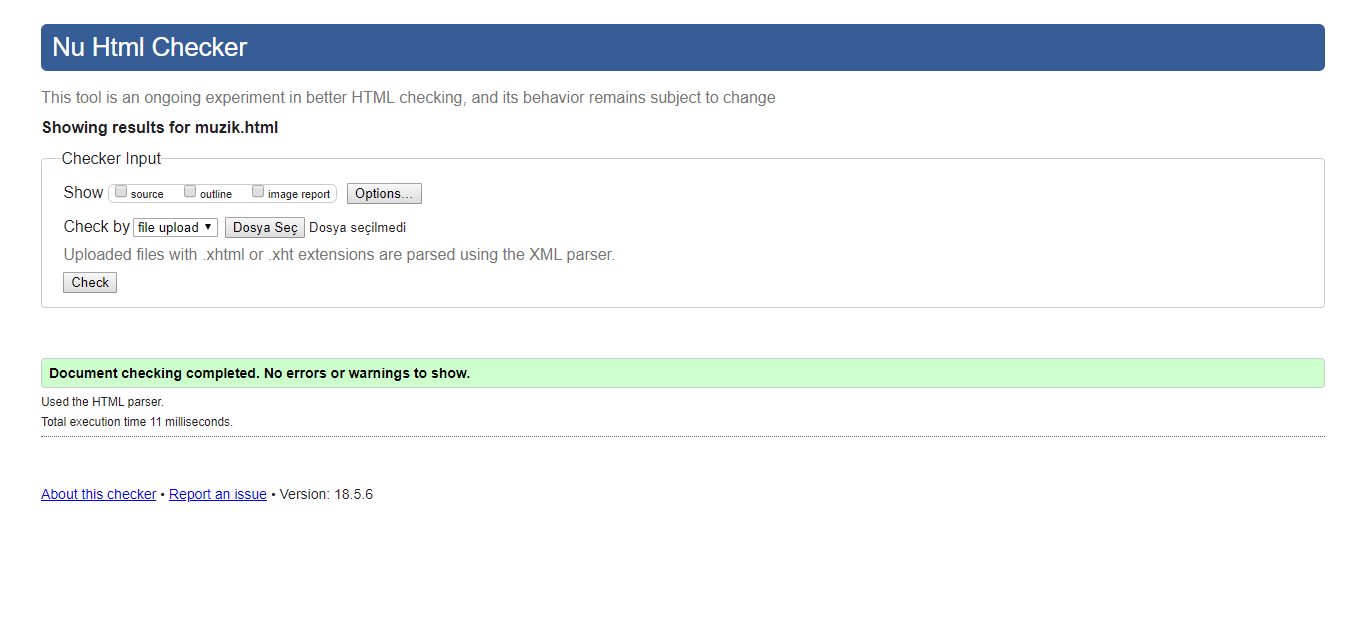 Nu Html Checker
This tool is an ongoing experiment in better HTML checking, and its behavior remains subject to change
Showing results for muzik.html
Checker Input
Show source outline image report Options...
Check by file upload Dosya Seç Dosya seçilmedi
Uploaded files with .xhtml or .xht extensions are parsed using the XML parser.
Check
Document checking completed. No errors or warnings to show.
Used the HTML parser.
Total execution time 11 milliseconds.
About this checker • Report an issue • Version: 18.5.6